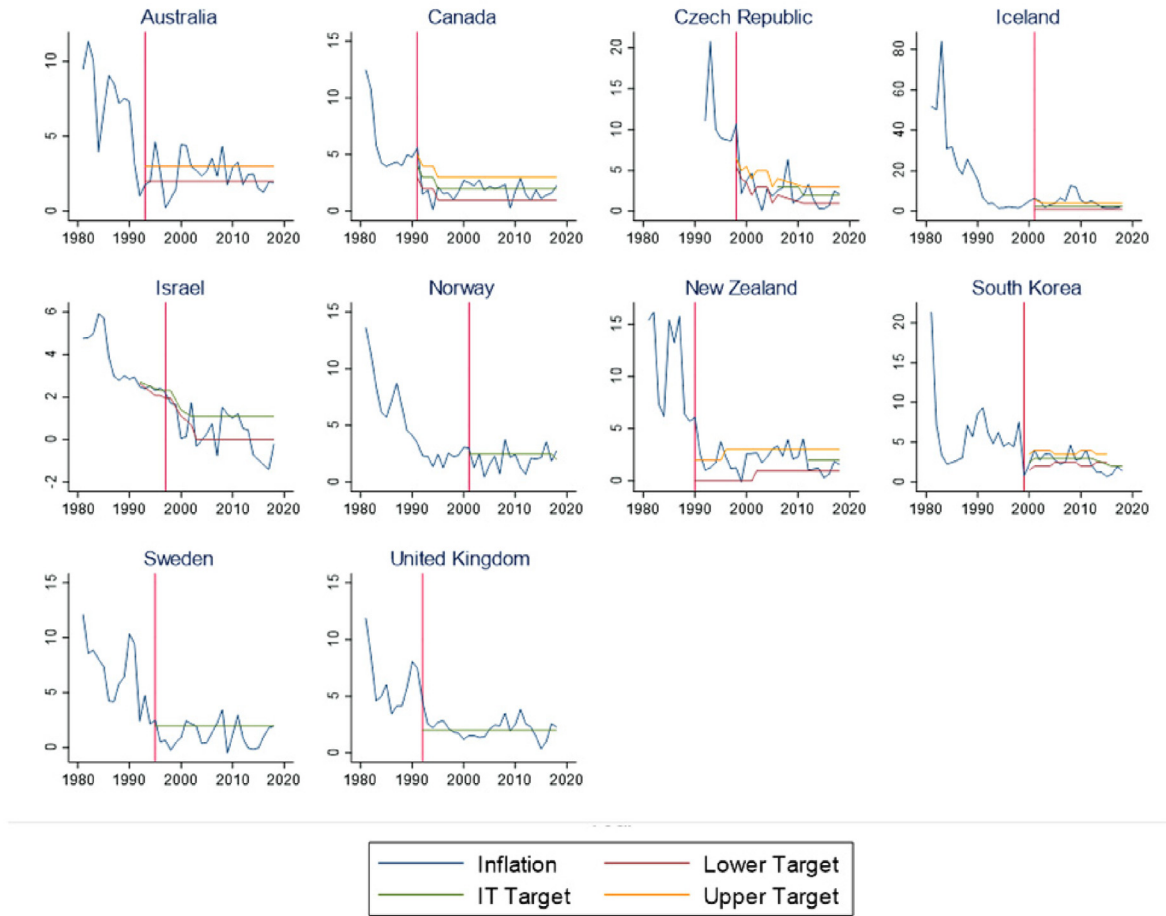 Australia Canada Czech Republic Iceland
10 15 20 80
5 10 15 60
0 5 10 40
0 5 20
0 0
1980 1990 2000 2010 2020 1980 1990 2000 2010 2020 1980 1990 2000 2010 2020 1980 1990 2000 2010 2020
Israel Norway New Zealand South Korea
6 15 15 20
4 10 10 15
2 5 5 10
0 0 0 5
-2 0
1980 1990 2000 2010 2020 1980 1990 2000 2010 2020 1980 1990 2000 2010 2020 1980 1990 2000 2010 2020
Sweden United Kingdom
15 15
10 10
5 5
0 0
1980 1990 2000 2010 2020 1980 1990 2000 2010 2020
Inflation Lower Target
IT Target Upper Target